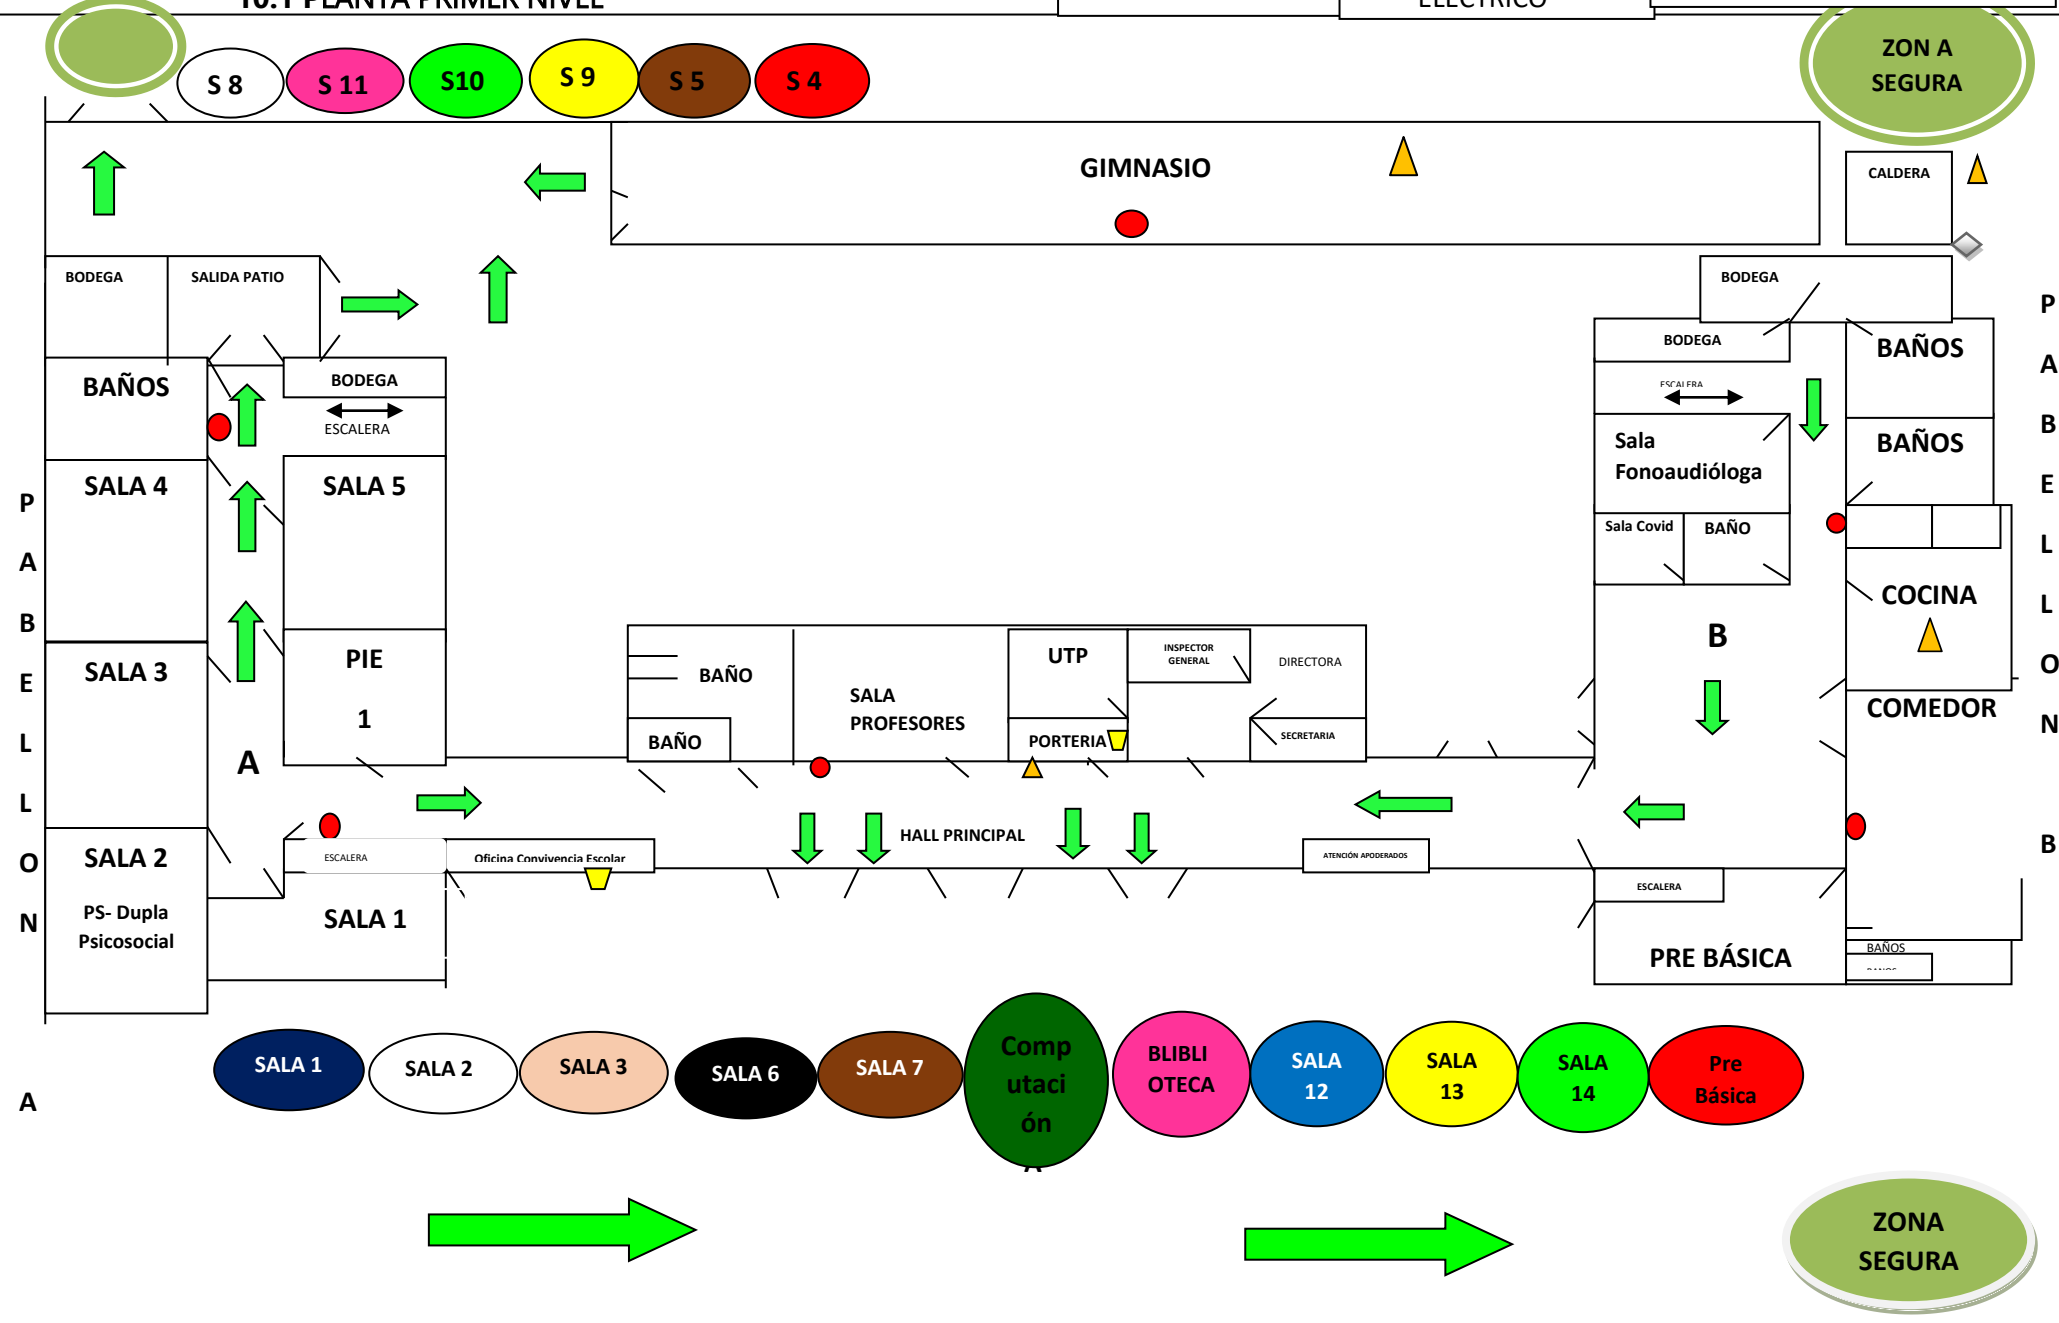 10.1 PLANTA PRIMER NIVEL
ELÉCTRICO
ZON A
SEGURA
S 8
S 11
S10
S 9
S 5
S 4
GIMNASIO
CALDERA
BODEGA
SALIDA PATIO
BODEGA
BODEGA
BAÑOS
BAÑOS
BODEGA
ESCALERA
ESCALERA
BAÑOS
Sala
Fonoaudióloga
SALA 4
SALA 5
Sala Covid
BAÑO
COCINA
B
PIE
1
SALA 3
BAÑO
SALA
PROFESORES
UTP
INSPECTOR
GENERAL
DIRECTORA
COMEDOR
BAÑO
PORTERIA
SECRETARIA
A
HALL PRINCIPAL
SALA 2
PS- Dupla
Psicosocial
ESCALERA
Oficina Convivencia Escolar
ATENCIÓN APODERADOS
ESCALERA
SALA 1
PRE BÁSICA
BAÑOS
P
A
B
E
L
L
O
N
A
P
A
B
E
L
L
O
N
B
SALA 1
SALA 2
SALA 3
SALA 6
SALA 7
Comp
utaci
ón
BLIBLI
OTECA
SALA
12
SALA
13
SALA
14
Pre
Básica
ZONA
SEGURA